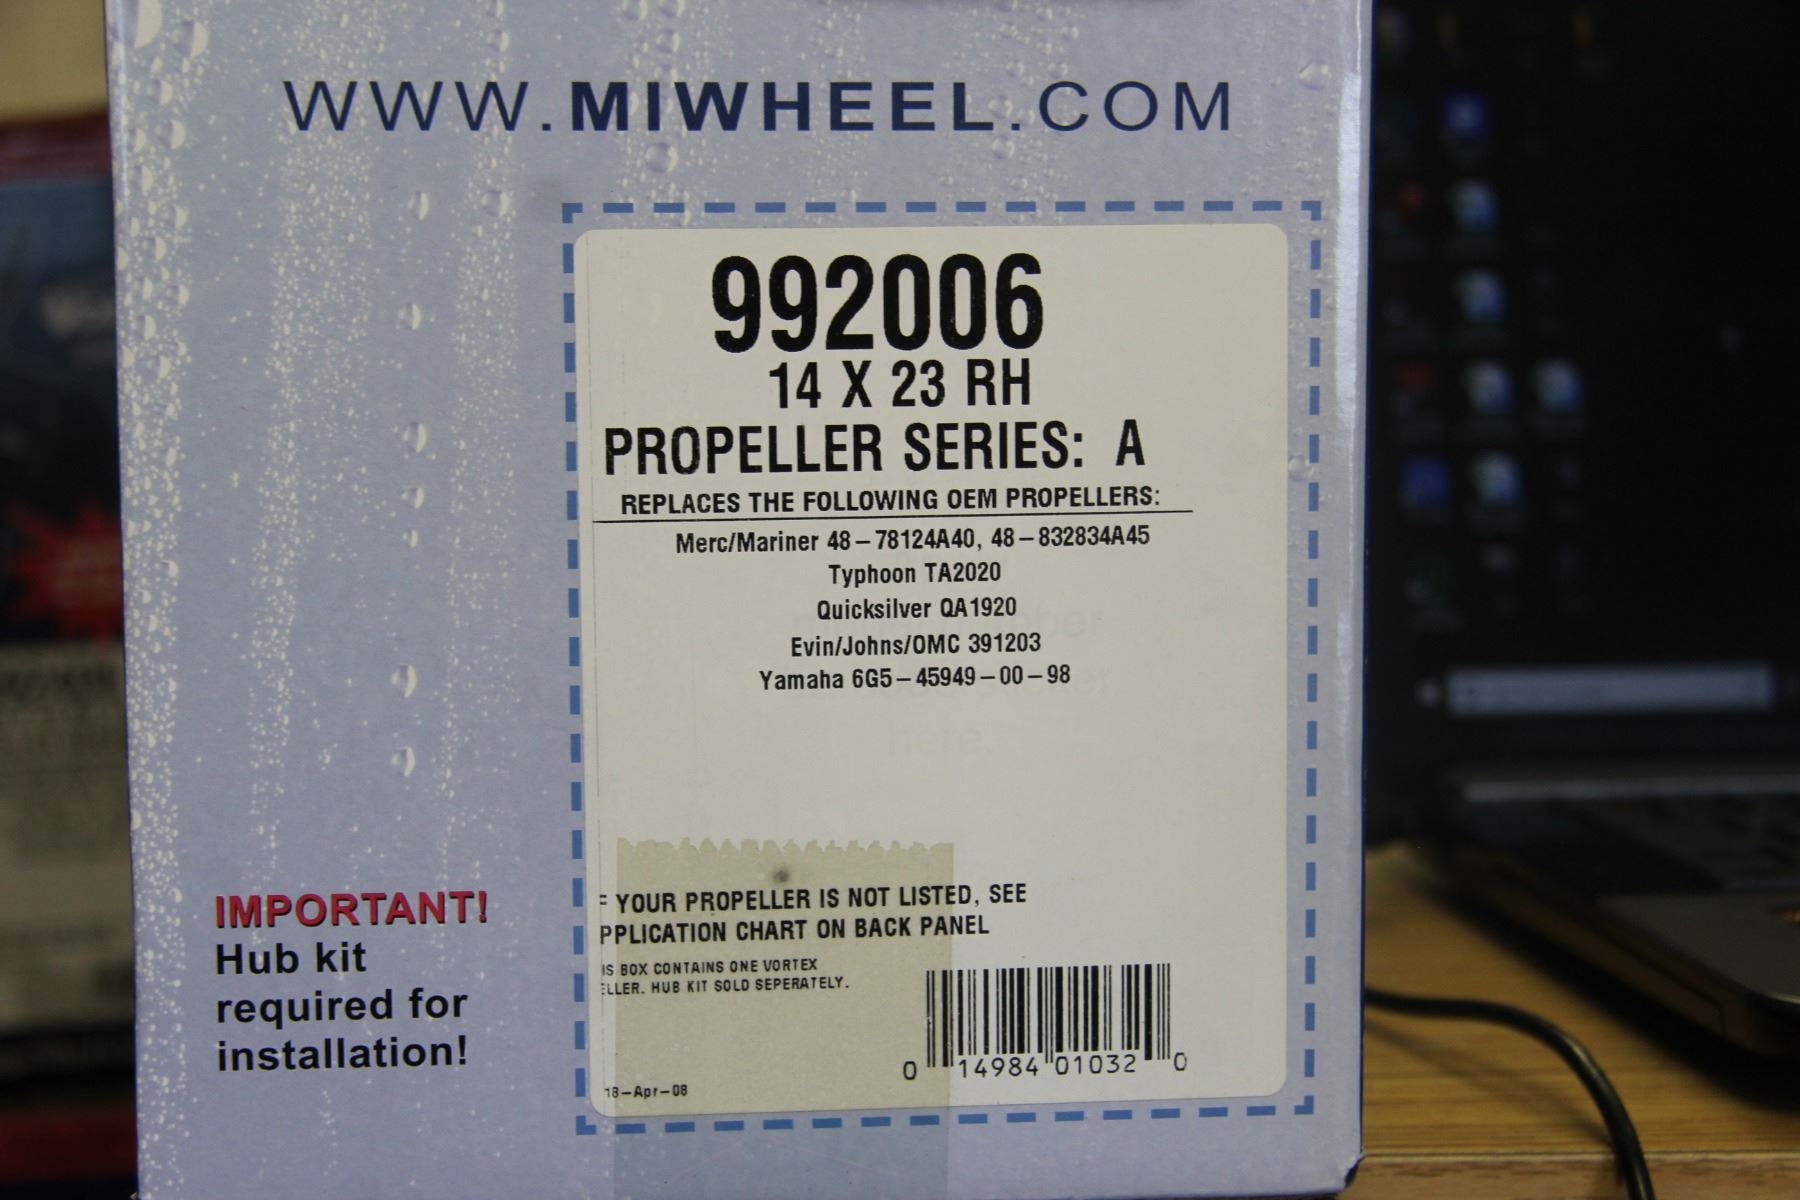 WWW.MIWHEEL.COM
992006
14 X 23 RH
PROPELLER SERIES: A
REPLACES THE FOLLOWING OEM PROPELLERS:
Merc/Mariner 48-78124A40, 48-832834A45
Typhoon TA2020
Quicksilver QA1920
Evin/Johns/OMC 391203
Yamaha 6G5-45949-00-98
here.
YOUR PROPELLER IS NOT LISTED, SEE
PPLICATION CHART ON BACK PANEL
IS BOX CONTAINS ONE VORTEX
ELLER. HUB KIT SOLD SEPERATELY.
0 14984 01032 0
18-Apr-08
IMPORTANT!
Hub kit
required for
installation!